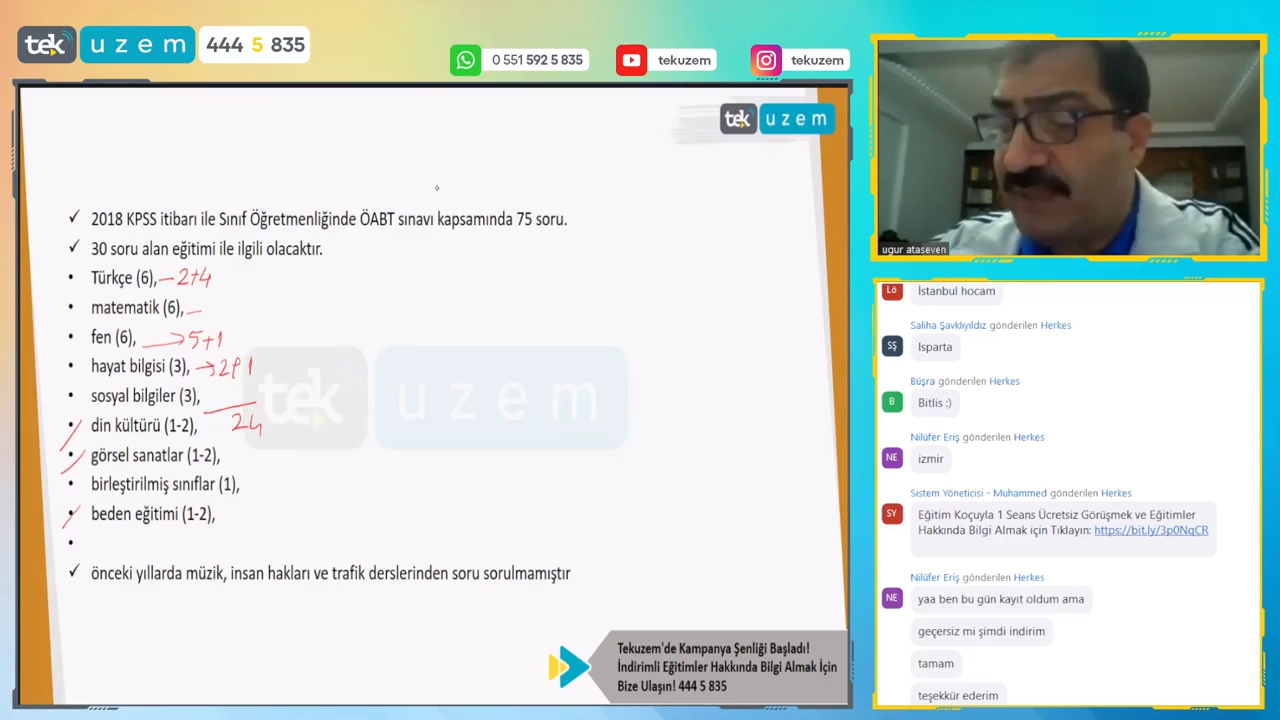 tek uzem 444 5 835
0 551 592 5 835
tekuzem
tekuzem
tek uzem
2018 KPSS itibarı ile Sınıf Öğretmenliğinde ÖABT sınavı kapsamında 75 soru.
30 soru alan eğitimi ile ilgili olacaktır.
Türkçe (6), –2+4
matematik (6), –
fen (6), →5+1
hayat bilgisi (3), →2+1
sosyal bilgiler (3),
24
din kültürü (1-2),
görsel sanatlar (1-2),
birleştirilmiş sınıflar (1),
beden eğitimi (1-2),
önceki yıllarda müzik, insan hakları ve trafik derslerinden soru sorulmamıştır
tek uzem
Tekuzem'de Kampanya Şenliği Başladı!
İndirimli Eğitimler Hakkında Bilgi Almak İçin
Bize Ulaşın! 444 5 835
ugur ataseven
Lö
İstanbul hocam
Saliha Şavklıyıldız gönderilen Herkes
SŞ
Isparta
Büşra gönderilen Herkes
B
Bitlis :)
Nilüfer Eriş gönderilen Herkes
NE
izmir
Sistem Yöneticisi - Muhammed gönderilen Herkes
SY
Eğitim Koçuyla 1 Seans Ücretsiz Görüşmek ve Eğitimler
Hakkında Bilgi Almak için Tıklayın: https://bit.ly/3p0NqCR
Nilüfer Eriş gönderilen Herkes
NE
yaa ben bu gün kayıt oldum ama
geçersiz mi şimdi indirim
tamam
teşekkür ederim